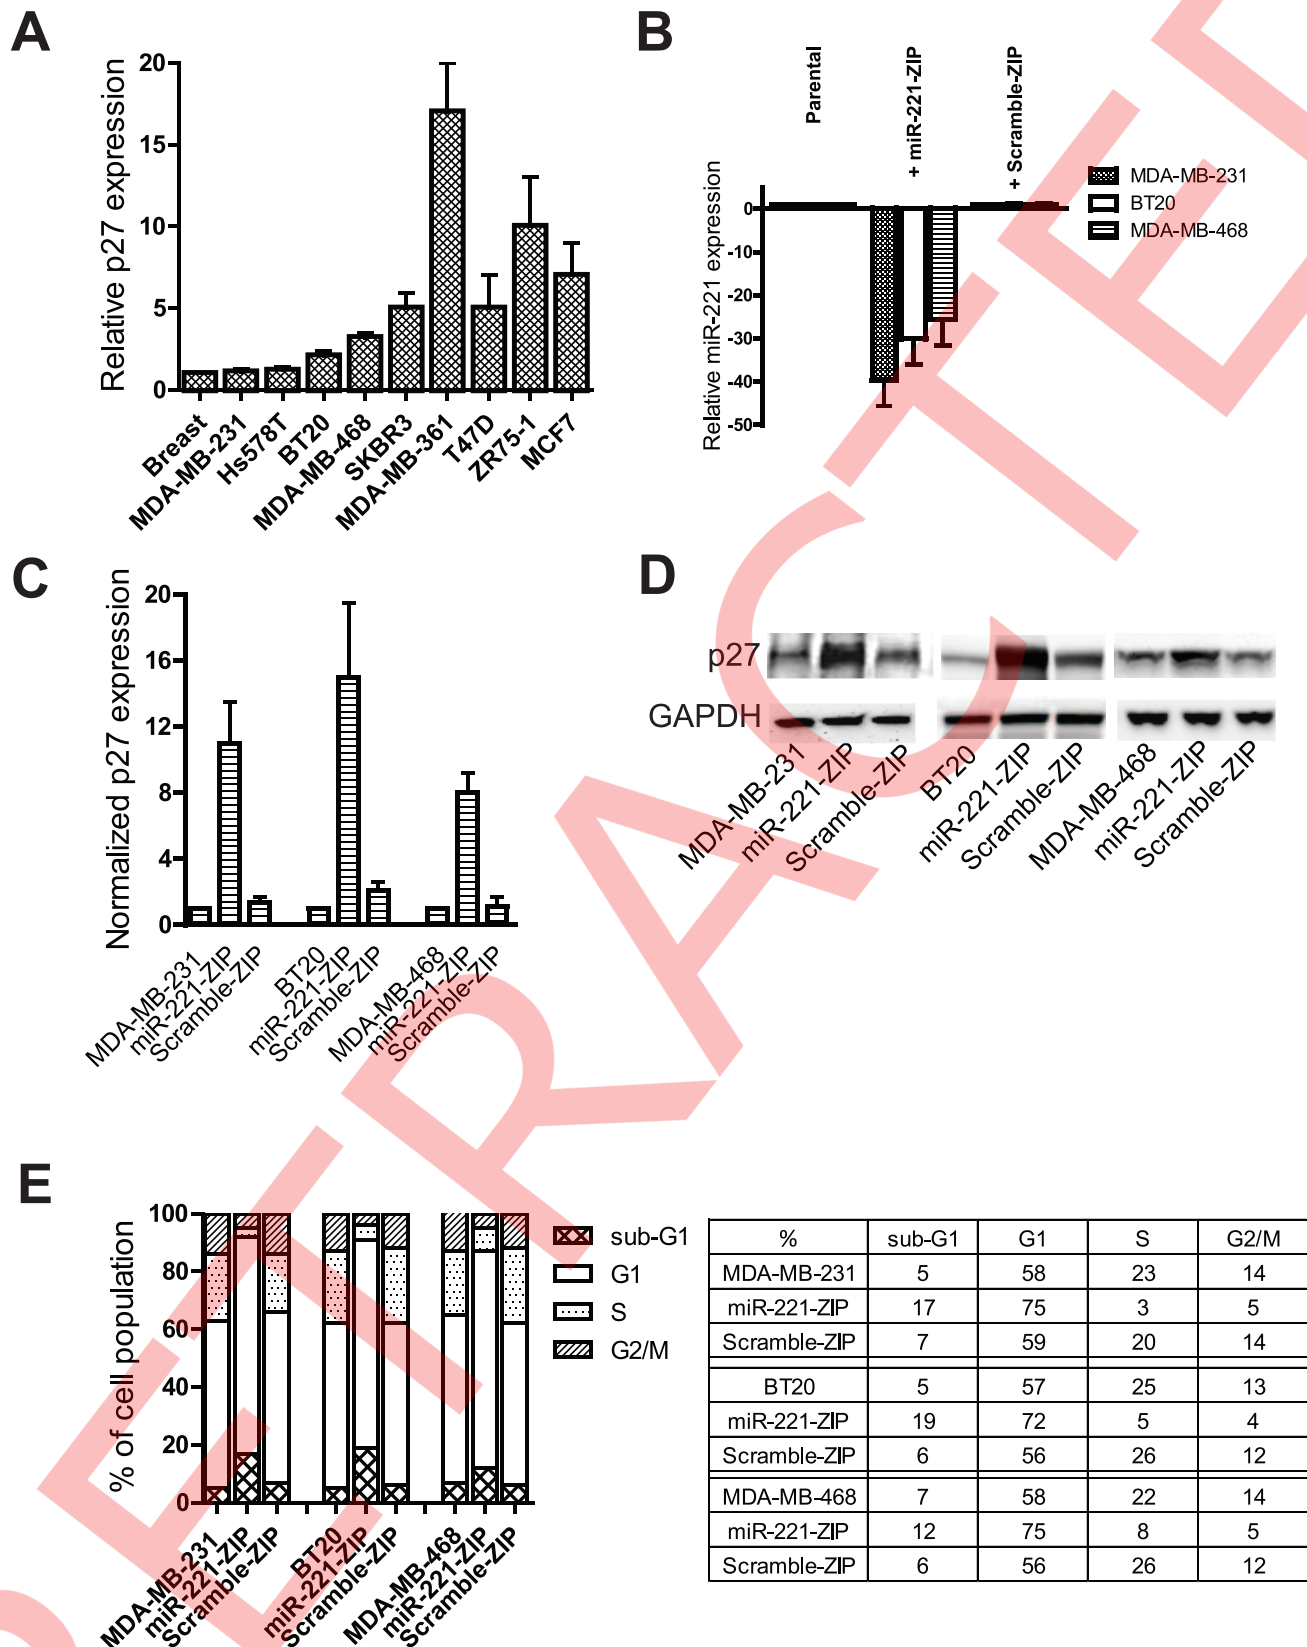 A
Relative p27 expression
20
15
10
5
0
Breast
MDA-MB-231
Hs578T
BT20
MDA-MB-468
SKBR3
MDA-MB-361
T47D
ZR75-1
MCF7
B
Parental
+ miR-221-ZIP
+ Scramble-ZIP
Relative miR-221 expression
0
-10
-20
-30
-40
-50
MDA-MB-231
BT20
MDA-MB-468
C
Normalized p27 expression
20
16
12
8
4
0
MDA-MB-231
miR-221-ZIP
Scramble-ZIP
BT20
miR-221-ZIP
Scramble-ZIP
MDA-MB-468
miR-221-ZIP
Scramble-ZIP
D
p27
GAPDH
MDA-MB-231
miR-221-ZIP
Scramble-ZIP
BT20
miR-221-ZIP
Scramble-ZIP
MDA-MB-468
miR-221-ZIP
Scramble-ZIP
E
% of cell population
100
80
60
40
20
0
MDA-MB-231
miR-221-ZIP
Scramble-ZIP
BT20
miR-221-ZIP
Scramble-ZIP
MDA-MB-468
miR-221-ZIP
Scramble-ZIP
sub-G1
G1
S
G2/M
% sub-G1 G1 S G2/M
MDA-MB-231 5 58 23 14
miR-221-ZIP 17 75 3 5
Scramble-ZIP 7 59 20 14
BT20 5 57 25 13
miR-221-ZIP 19 72 5 4
Scramble-ZIP 6 56 26 12
MDA-MB-468 7 58 22 14
miR-221-ZIP 12 75 8 5
Scramble-ZIP 6 56 26 12
RETRACTED